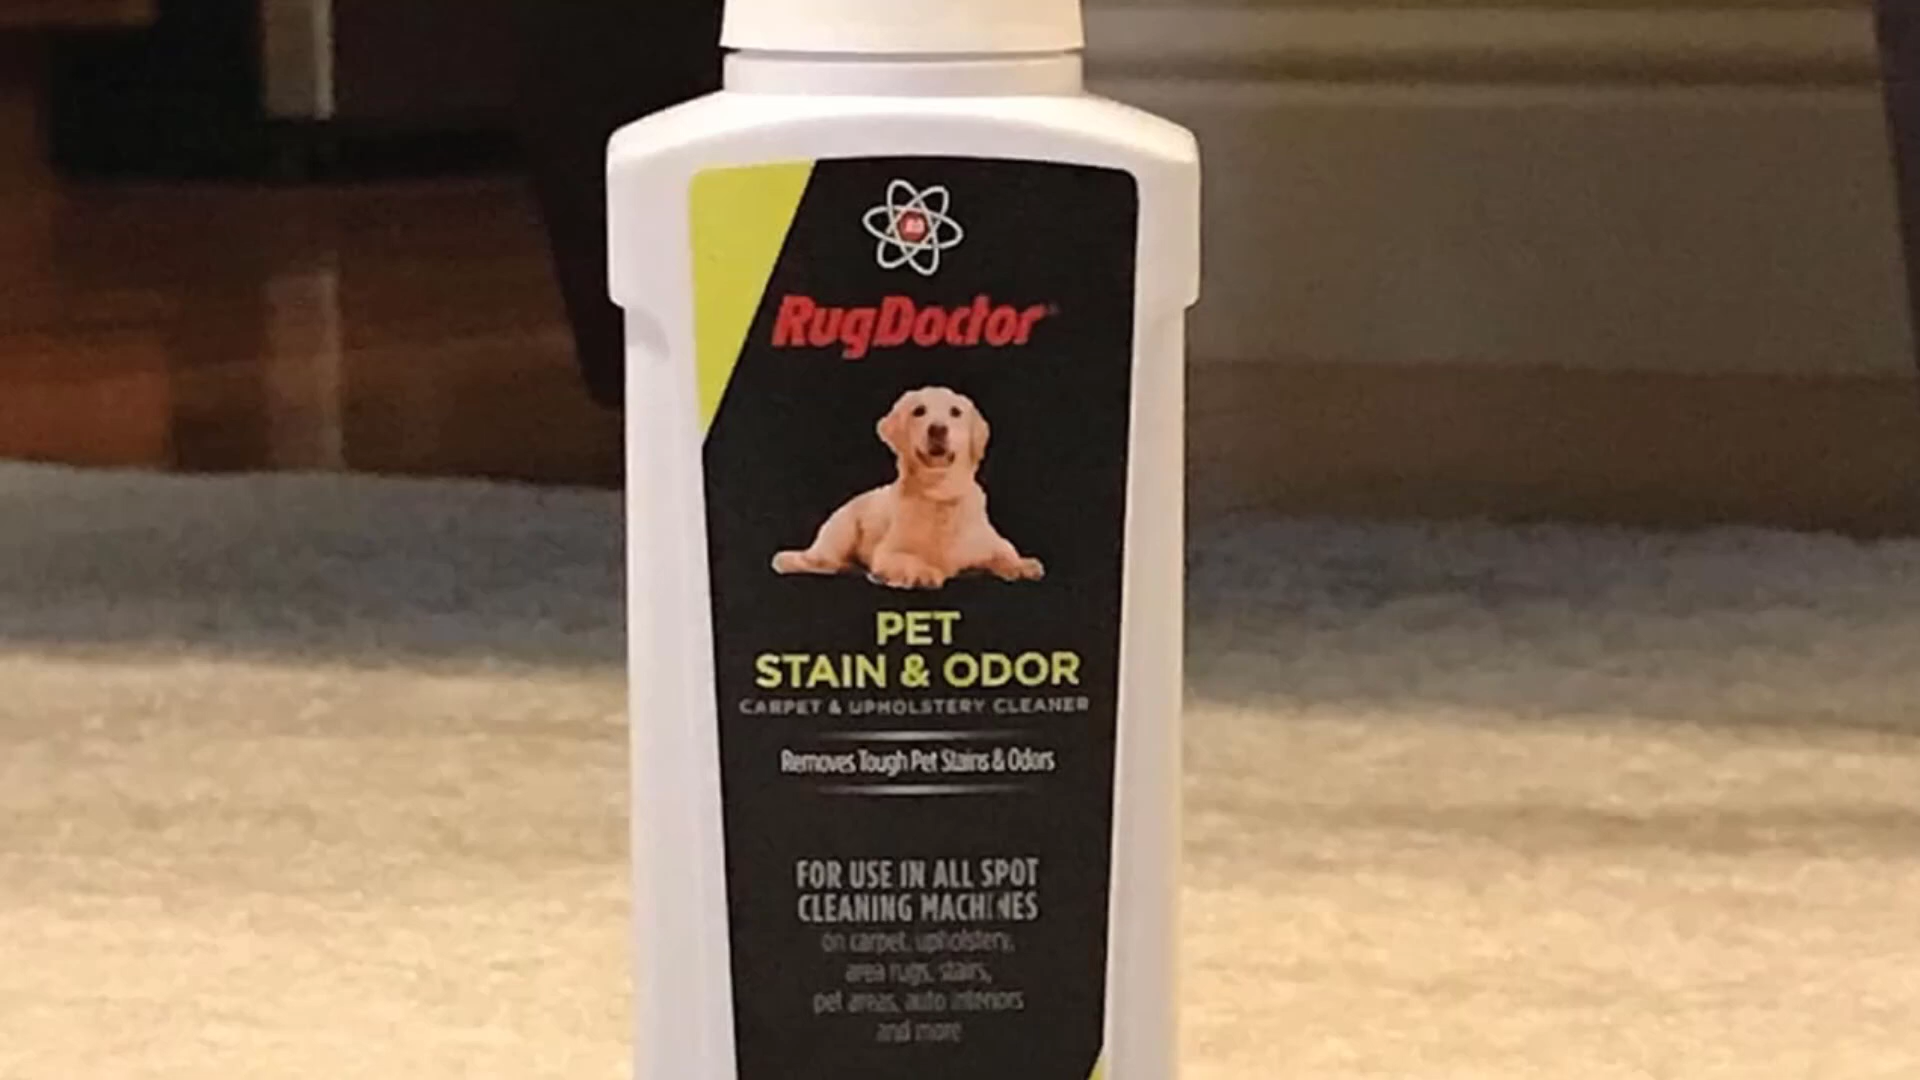 RugDoctor
PET
STAIN & ODOR
CARPET & UPHOLSTERY CLEANER
Removes Tough Pet Stains & Odors
FOR USE IN ALL SPOT
CLEANING MACHINES
on carpet, upholstery,
area rugs, stairs,
pet areas, auto interiors
and more